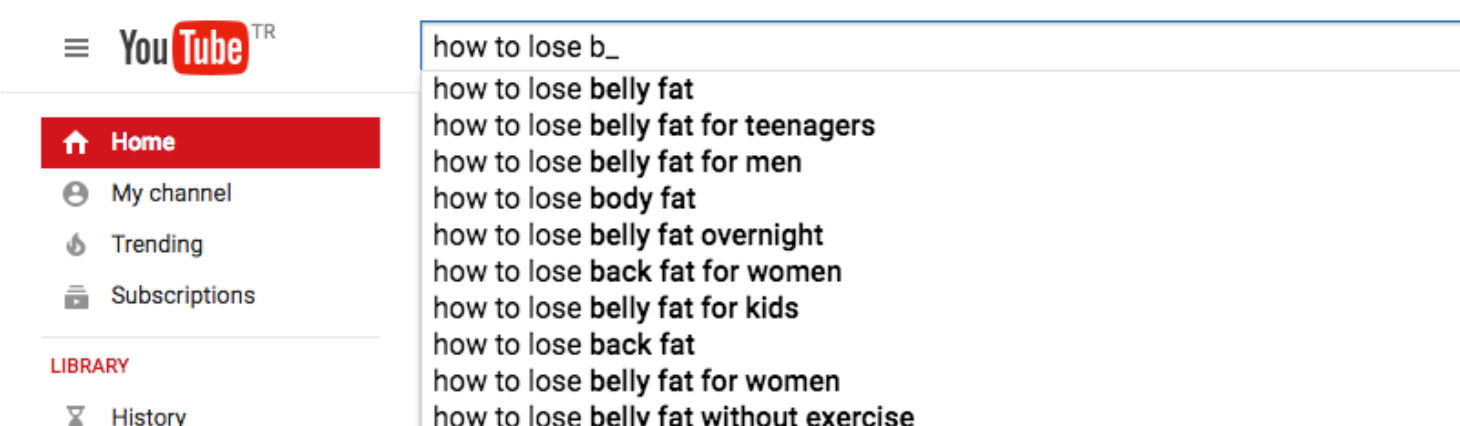 YouTube TR
how to lose b_
how to lose belly fat
how to lose belly fat for teenagers
how to lose belly fat for men
how to lose body fat
how to lose belly fat overnight
how to lose back fat for women
how to lose belly fat for kids
how to lose back fat
how to lose belly fat for women
how to lose belly fat without exercise
Home
My channel
Trending
Subscriptions
LIBRARY
History